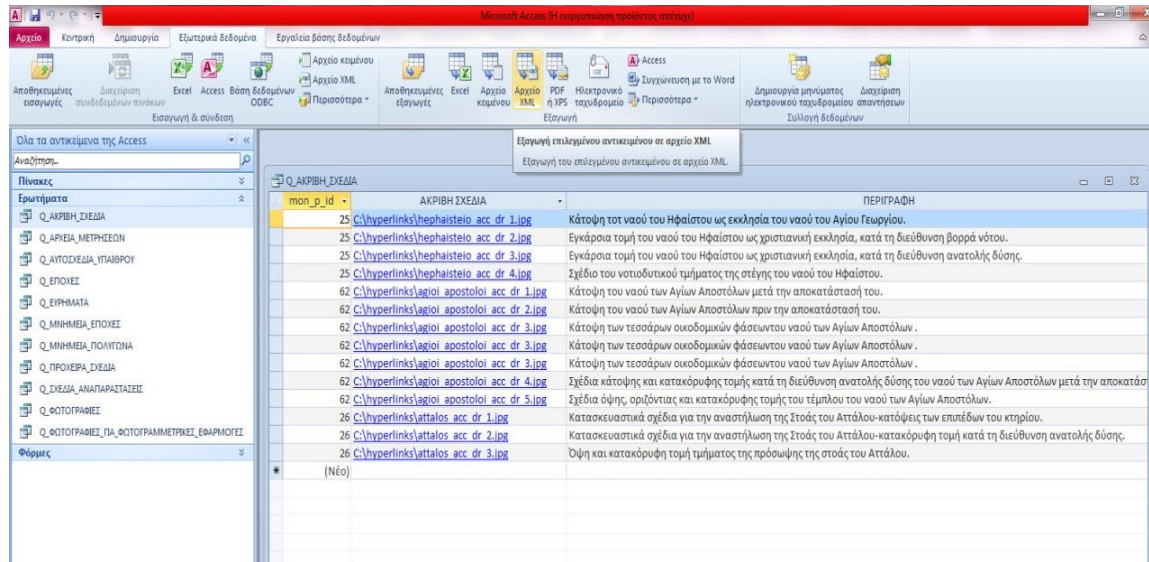 Microsoft Access (Η ενεργοποίηση προϊόντος απέτυχε)
Αρχείο Κεντρική Δημιουργία Εξωτερικά δεδομένα Εργαλεία βάσης δεδομένων
Αποθηκευμένες εισαγωγές
Διαχείριση συνδεδεμένων πινάκων
Excel
Access
Βάση δεδομένων ODBC
Αρχείο κειμένου
Αρχείο XML
Περισσότερα
Εισαγωγή & σύνδεση
Αποθηκευμένες εξαγωγές
Excel
Αρχείο κειμένου
Αρχείο XML
PDF ή XPS
Ηλεκτρονικό ταχυδρομείο
Access
Συγχώνευση με το Word
Περισσότερα
Εξαγωγή
Δημιουργία μηνύματος ηλεκτρονικού ταχυδρομείου
Διαχείριση απαντήσεων
Συλλογή δεδομένων
Εξαγωγή επιλεγμένου αντικειμένου σε αρχείο XML
Εξαγωγή του επιλεγμένου αντικειμένου σε αρχείο XML.
Όλα τα αντικείμενα της Access
Αναζήτηση...
Πίνακες
Ερωτήματα
Q_ΑΚΡΙΒΗ_ΣΧΕΔΙΑ
Q_ΑΡΧΕΙΑ_ΜΕΤΡΗΣΕΩΝ
Q_ΑΥΤΟΣΧΕΔΙΑ_ΥΠΑΙΘΡΟΥ
Q_ΕΠΟΧΕΣ
Q_ΕΥΡΗΜΑΤΑ
Q_ΜΝΗΜΕΙΑ_ΕΠΟΧΕΣ
Q_ΜΝΗΜΕΙΑ_ΠΟΛΥΓΩΝΑ
Q_ΠΡΟΧΕΙΡΑ_ΣΧΕΔΙΑ
Q_ΣΧΕΔΙΑ_ΑΝΑΠΑΡΑΣΤΑΣΕΙΣ
Q_ΦΩΤΟΓΡΑΦΙΕΣ
Q_ΦΩΤΟΓΡΑΦΙΕΣ_ΓΙΑ_ΦΩΤΟΓΡΑΜΜΕΤΡΙΚΕΣ_ΕΦΑΡΜΟΓΕΣ
Φόρμες
Q_ΑΚΡΙΒΗ_ΣΧΕΔΙΑ
mon_p_id ΑΚΡΙΒΗ ΣΧΕΔΙΑ ΠΕΡΙΓΡΑΦΗ
25 C:\hyperlinks\hephaisteio_acc_dr_1.jpg Κάτοψη τοτ ναού του Ηφαίστου ως εκκλησία του ναού του Αγίου Γεωργίου.
25 C:\hyperlinks\hephaisteio_acc_dr_2.jpg Εγκάρσια τομή του ναού του Ηφαίστου ως χριστιανική εκκλησία, κατά τη διεύθυνση βορρά νότου.
25 C:\hyperlinks\hephaisteio_acc_dr_3.jpg Εγκάρσια τομή του ναού του Ηφαίστου ως χριστιανική εκκλησία, κατά τη διεύθυνση ανατολής δύσης.
25 C:\hyperlinks\hephaisteio_acc_dr_4.jpg Σχέδιο του νοτιοδυτικού τμήματος της στέγης του ναού του Ηφαίστου.
62 C:\hyperlinks\agioi_apostoloi_acc_dr_1.jpg Κάτοψη του ναού των Αγίων Αποστόλων μετά την αποκατάστασή του.
62 C:\hyperlinks\agioi_apostoloi_acc_dr_2.jpg Κάτοψη του ναού των Αγίων Αποστόλων πριν την αποκατάστασή του.
62 C:\hyperlinks\agioi_apostoloi_acc_dr_3.jpg Κάτοψη των τεσσάρων οικοδομικών φάσεωντου ναού των Αγίων Αποστόλων .
62 C:\hyperlinks\agioi_apostoloi_acc_dr_3.jpg Κάτοψη των τεσσάρων οικοδομικών φάσεωντου ναού των Αγίων Αποστόλων .
62 C:\hyperlinks\agioi_apostoloi_acc_dr_3.jpg Κάτοψη των τεσσάρων οικοδομικών φάσεωντου ναού των Αγίων Αποστόλων .
62 C:\hyperlinks\agioi_apostoloi_acc_dr_4.jpg Σχέδια κάτοψης και κατακόρυφης τομής κατά τη διεύθυνση ανατολής δύσης του ναού των Αγίων Αποστόλων μετά την αποκατάσ
62 C:\hyperlinks\agioi_apostoloi_acc_dr_5.jpg Σχέδια όψης, οριζόντιας και κατακόρυφης τομής του τέμπλου του ναού των Αγίων Αποστόλων.
26 C:\hyperlinks\attalos_acc_dr_1.jpg Κατασκευαστικά σχέδια για την αναστήλωση της Στοάς του Αττάλου-κατόψεις των επιπέδων του κτηρίου.
26 C:\hyperlinks\attalos_acc_dr_2.jpg Κατασκευαστικά σχέδια για την αναστήλωση της Στοάς του Αττάλου-κατακόρυφη τομή κατά τη διεύθυνση ανατολής δύσης.
26 C:\hyperlinks\attalos_acc_dr_3.jpg Όψη και κατακόρυφη τομή τμήματος της πρόσωψης της στοάς του Αττάλου.
(Νέο)